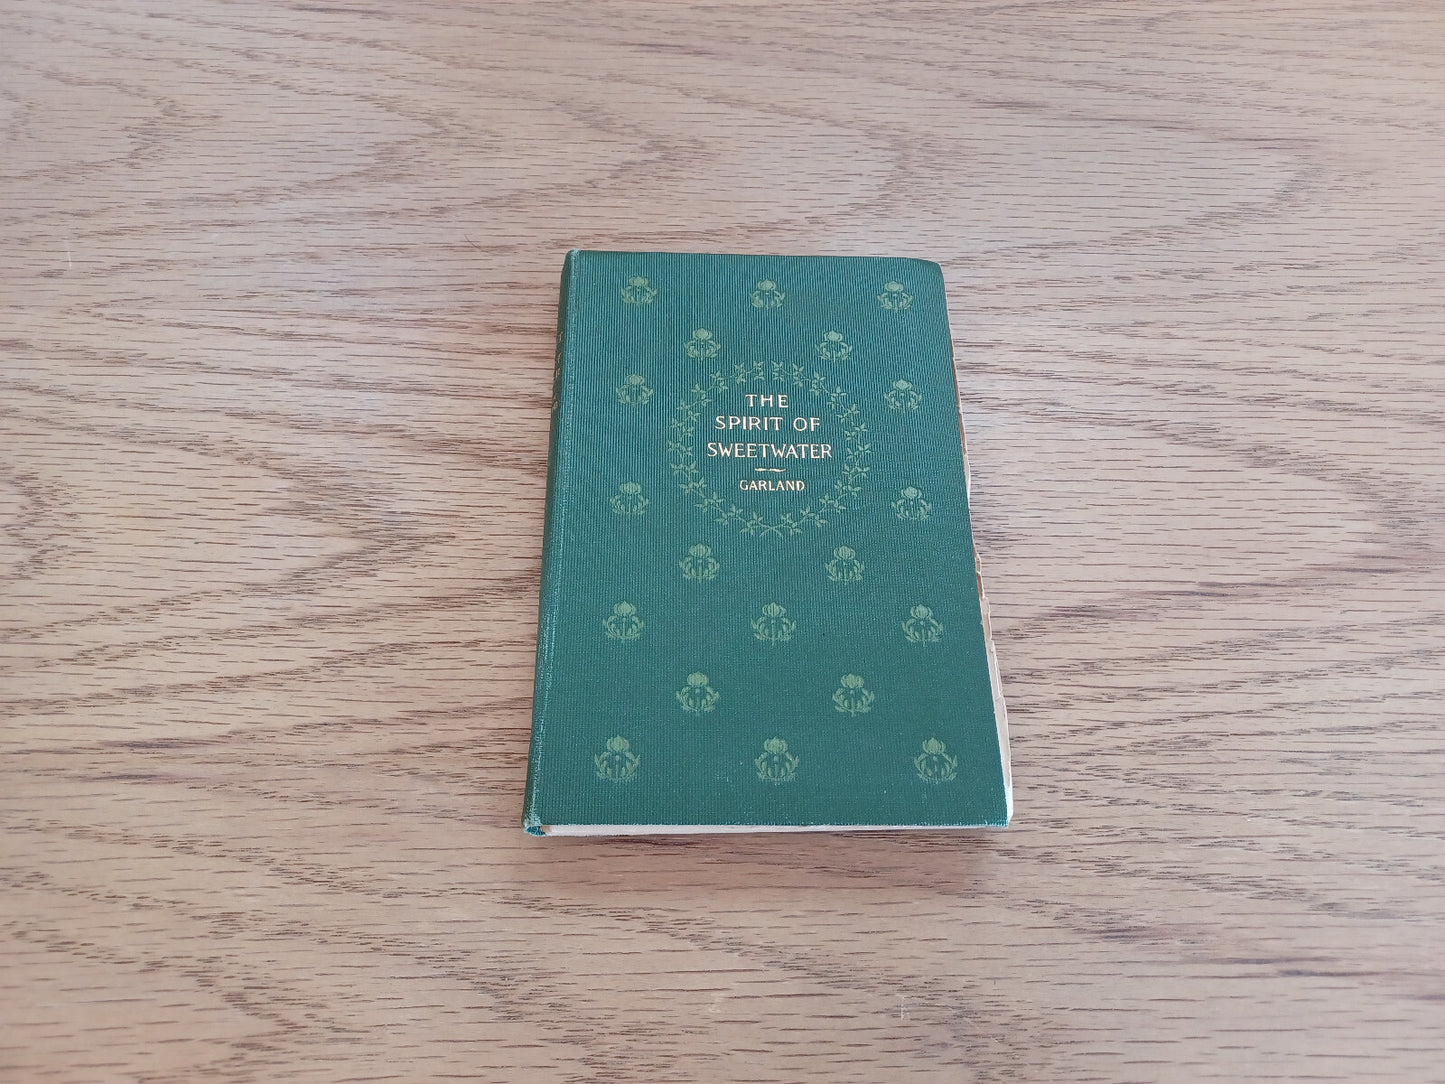 THE
SPIRIT OF
SWEETWATER
GARLAND